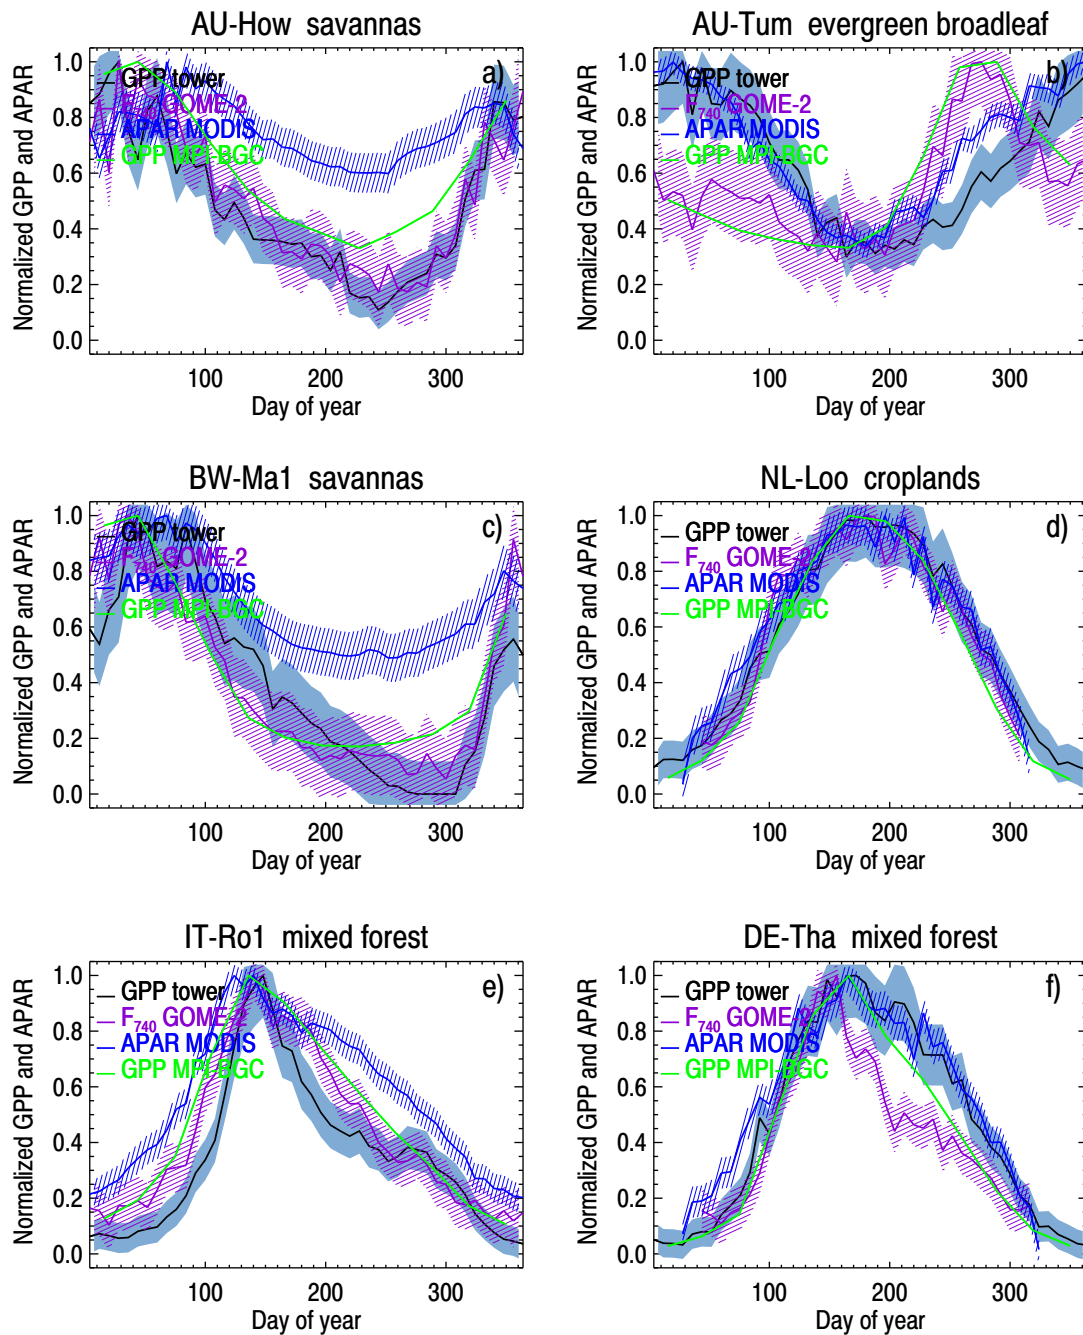 AU-How savannas
a)
GPP tower
F740 GOME-2
APAR MODIS
GPP MPI-BGC
1.0
0.8
0.6
0.4
0.2
0.0
Normalized GPP and APAR
100 200 300
Day of year
AU-Tum evergreen broadleaf
b)
GPP tower
F740 GOME-2
APAR MODIS
GPP MPI-BGC
1.0
0.8
0.6
0.4
0.2
0.0
Normalized GPP and APAR
100 200 300
Day of year
BW-Ma1 savannas
c)
GPP tower
F740 GOME-2
APAR MODIS
GPP MPI-BGC
1.0
0.8
0.6
0.4
0.2
0.0
Normalized GPP and APAR
100 200 300
Day of year
NL-Loo croplands
d)
GPP tower
F740 GOME-2
APAR MODIS
GPP MPI-BGC
1.0
0.8
0.6
0.4
0.2
0.0
Normalized GPP and APAR
100 200 300
Day of year
IT-Ro1 mixed forest
e)
GPP tower
F740 GOME-2
APAR MODIS
GPP MPI-BGC
1.0
0.8
0.6
0.4
0.2
0.0
Normalized GPP and APAR
100 200 300
Day of year
DE-Tha mixed forest
f)
GPP tower
F740 GOME-2
APAR MODIS
GPP MPI-BGC
1.0
0.8
0.6
0.4
0.2
0.0
Normalized GPP and APAR
100 200 300
Day of year